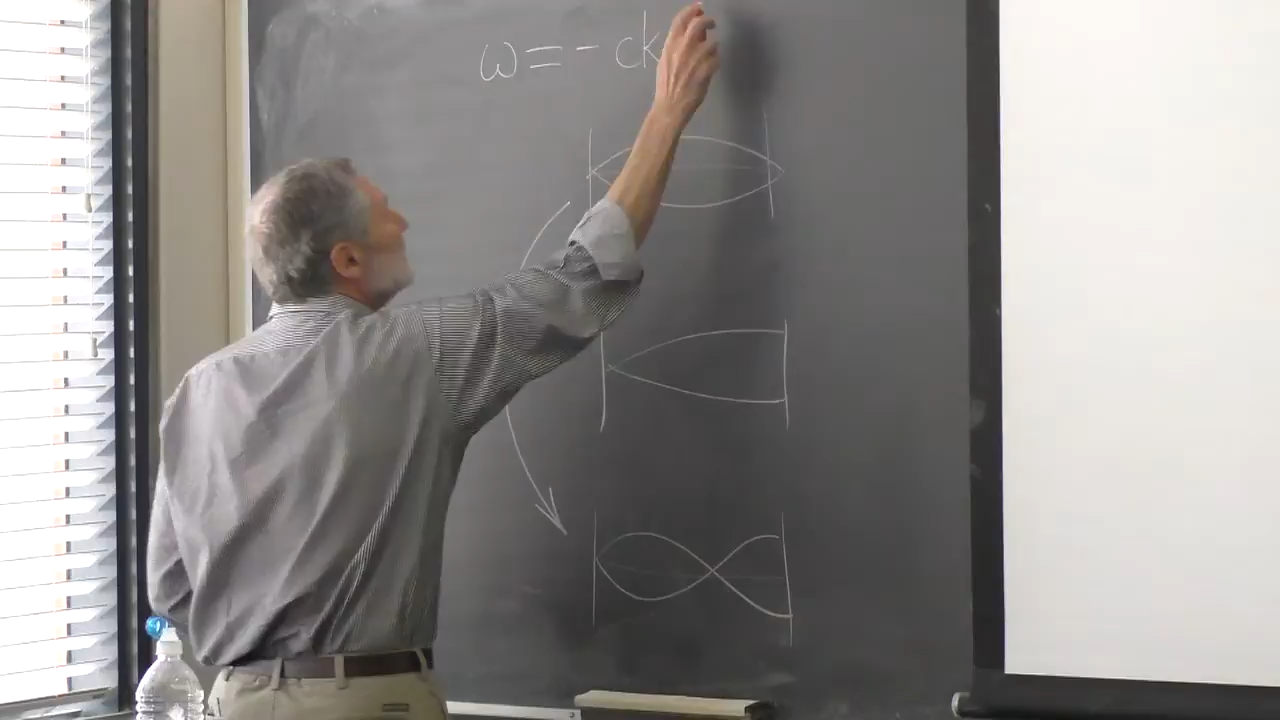 ω = - ck